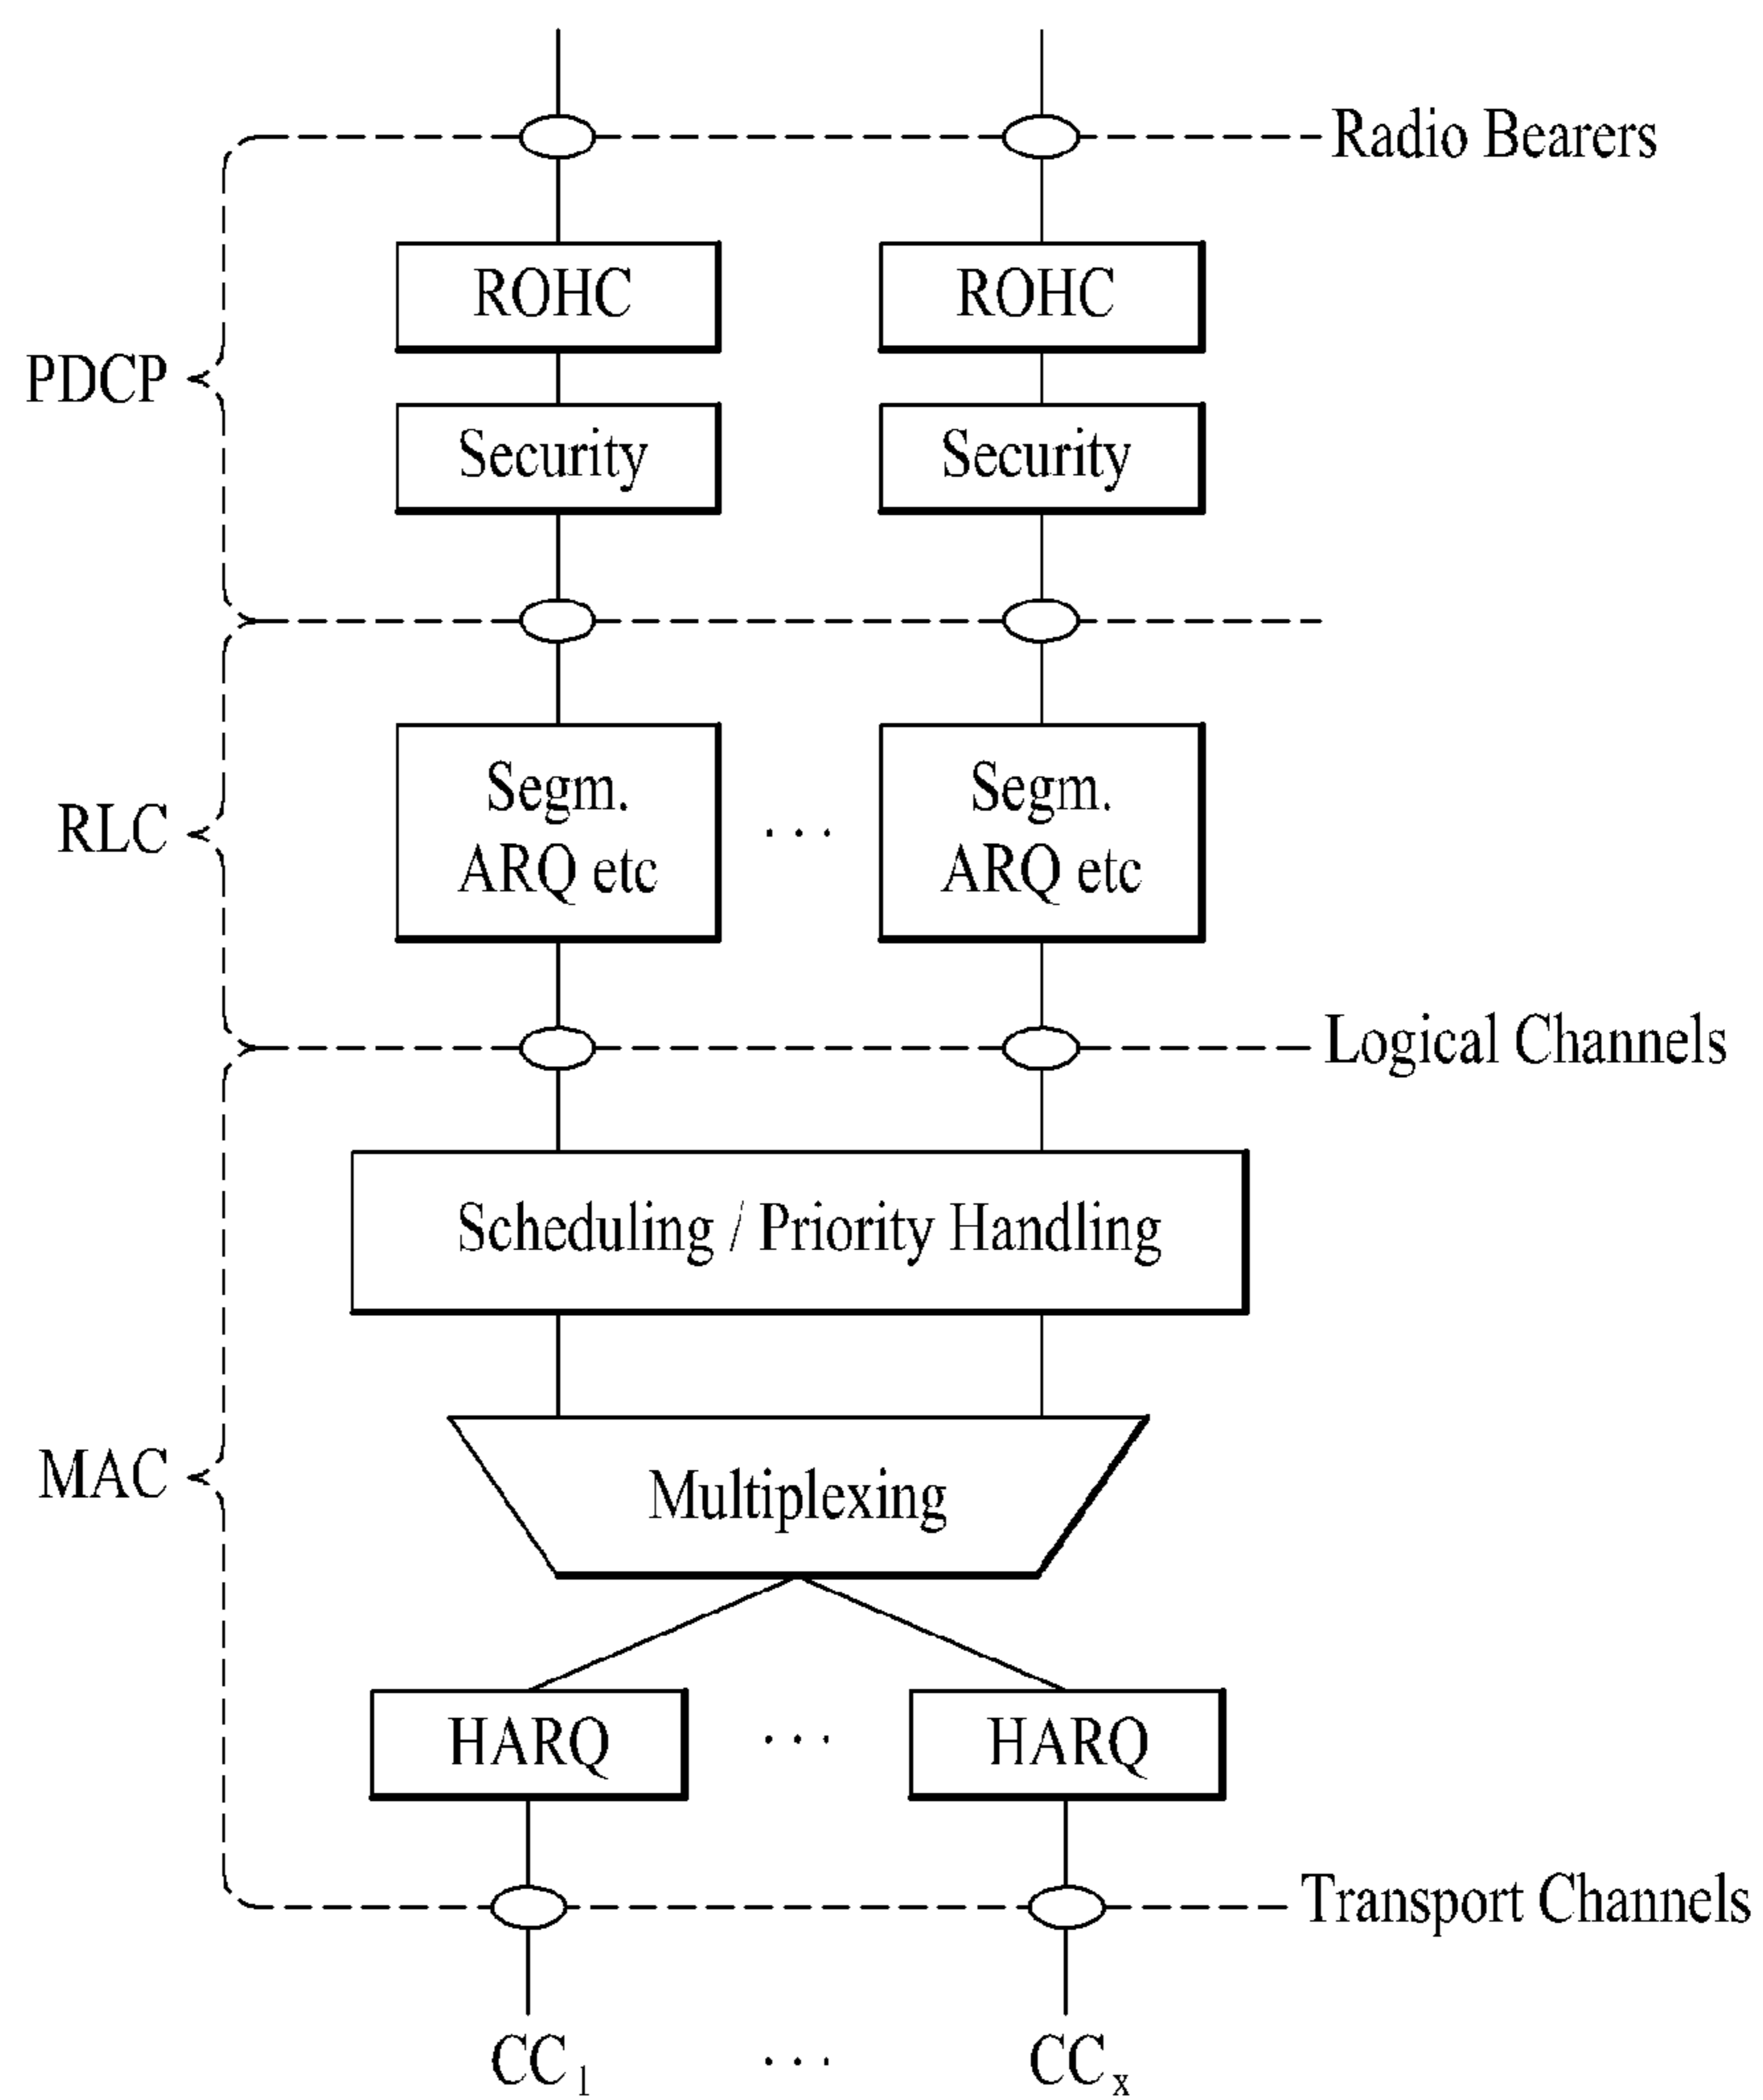 Radio Bearers
ROHC ROHC
PDCP
Security Security
Segm. Segm.
RLC ...
ARQ etc ARQ etc
Logical Channels
Scheduling / Priority Handling
MAC
Multiplexing
HARQ ... HARQ
Transport Channels
CC1 ... CCx